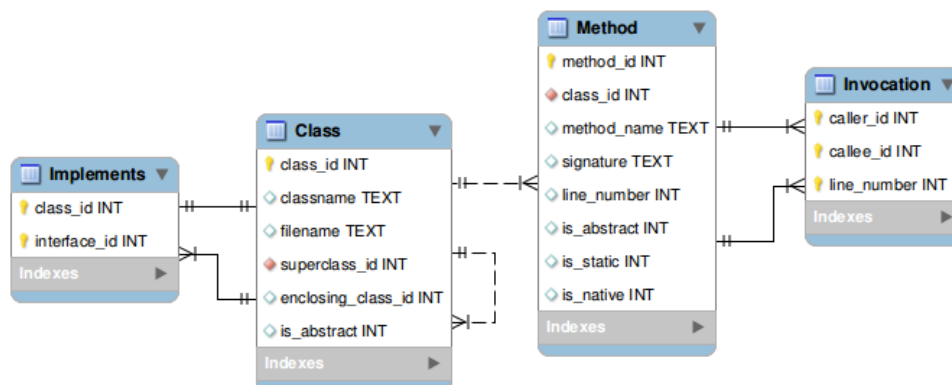 Implements
class_id INT
interface_id INT
Indexes
Class
class_id INT
classname TEXT
filename TEXT
superclass_id INT
enclosing_class_id INT
is_abstract INT
Indexes
Method
method_id INT
class_id INT
method_name TEXT
signature TEXT
line_number INT
is_abstract INT
is_static INT
is_native INT
Indexes
Invocation
caller_id INT
callee_id INT
line_number INT
Indexes